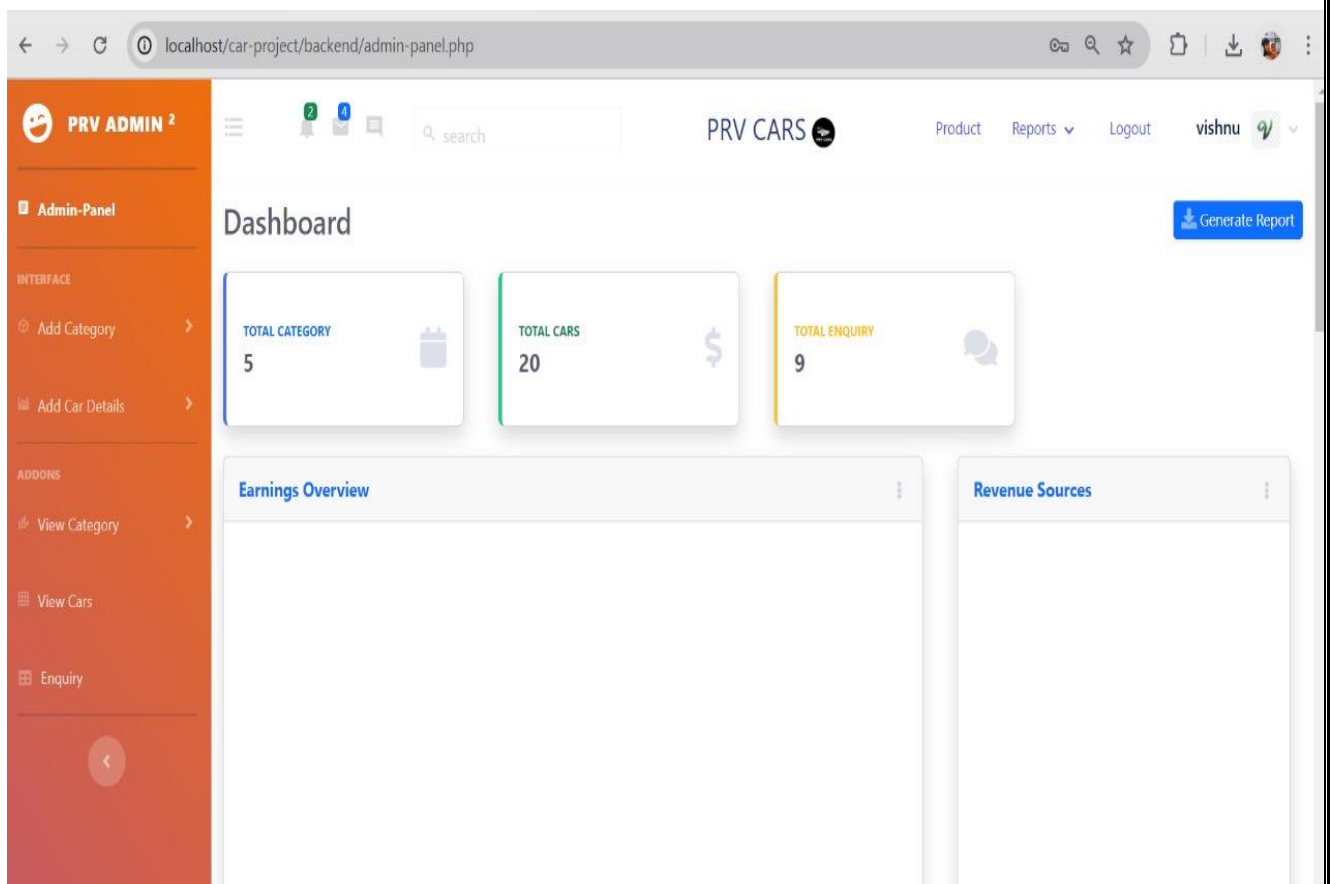 localhost/car-project/backend/admin-panel.php
PRV ADMIN 2
2
4
search
PRV CARS
Product
Reports
Logout
vishnu
Admin-Panel
INTERFACE
Add Category
Add Car Details
ADDONS
View Category
View Cars
Enquiry
Dashboard
Generate Report
TOTAL CATEGORY
5
TOTAL CARS
20
TOTAL ENQUIRY
9
Earnings Overview
Revenue Sources